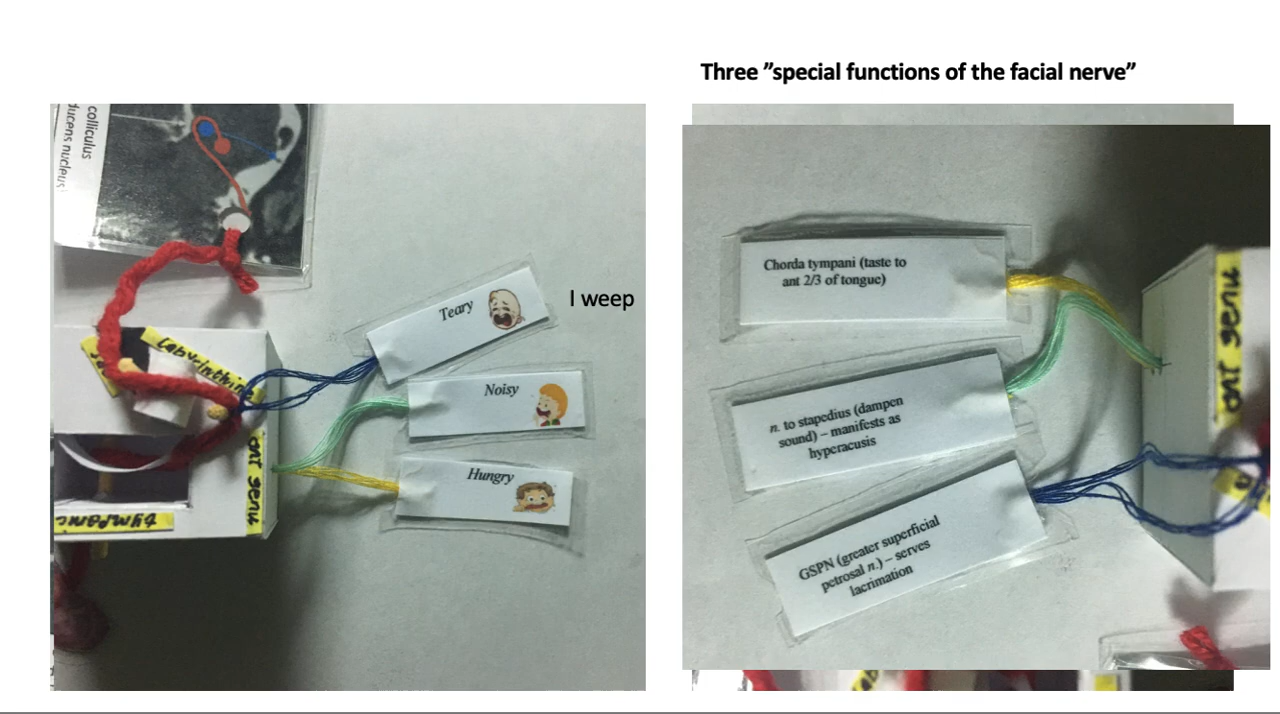 Three ”special functions of the facial nerve”
colliculus
ducens nucleus
Teary
I weep
Noisy
Hungry
Labyrinthine
ant genu
tympanic
Chorda tympani (taste to
ant 2/3 of tongue)
n. to stapedius (dampen
sound) – manifests as
hyperacusis
GSPN (greater superficial
petrosal n.) – serves
lacrimation
ant genu